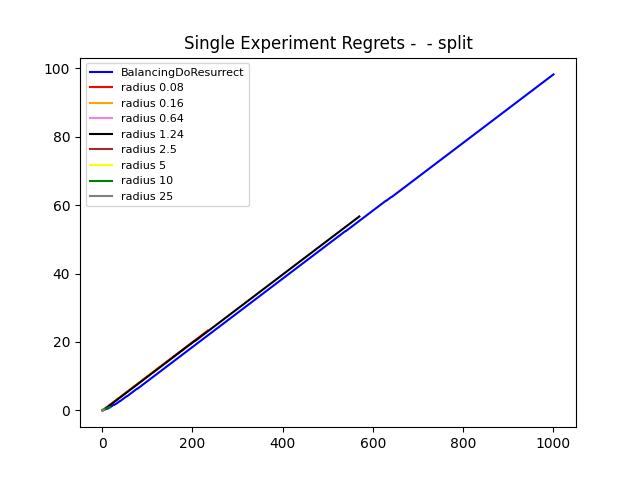 Single Experiment Regrets -  - split
100
80
60
40
20
0
BalancingDoResurrect
radius 0.08
radius 0.16
radius 0.64
radius 1.24
radius 2.5
radius 5
radius 10
radius 25
0 200 400 600 800 1000